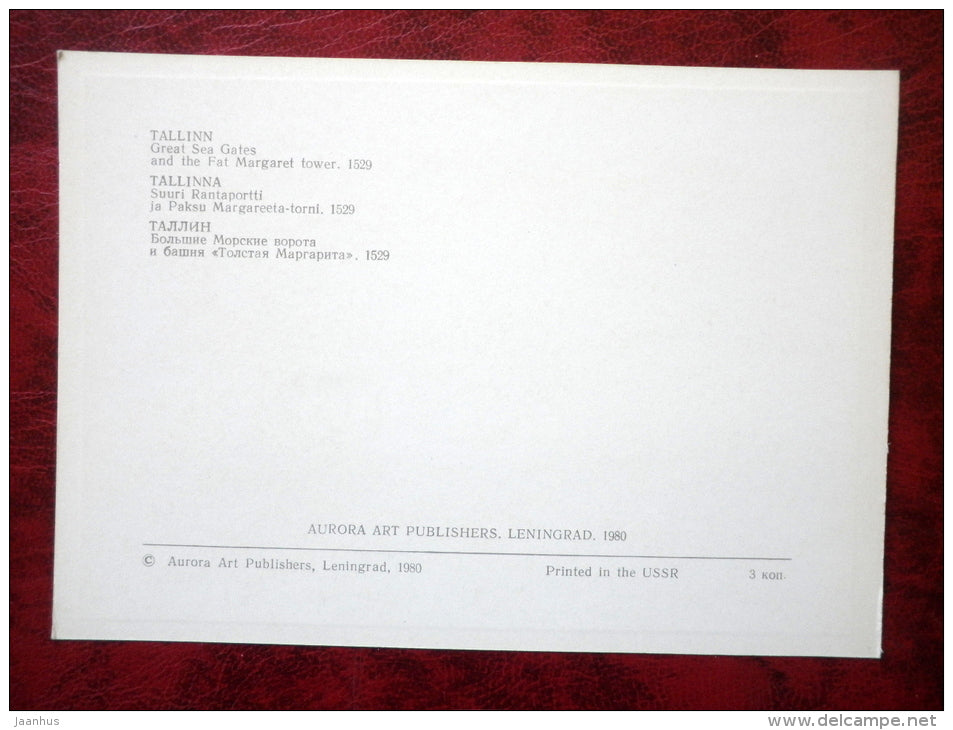 TALLINN
Great Sea Gates
and the Fat Margaret tower. 1529
TALLINNA
Suuri Rantaportti
ja Paksu Margareeta-torni. 1529
ТАЛЛИН
Большие Морские ворота
и башня «Толстая Маргарита». 1529
AURORA ART PUBLISHERS. LENINGRAD. 1980
© Aurora Art Publishers, Leningrad, 1980 Printed in the USSR 3 коп.
jaanhus
www.delcampe.net